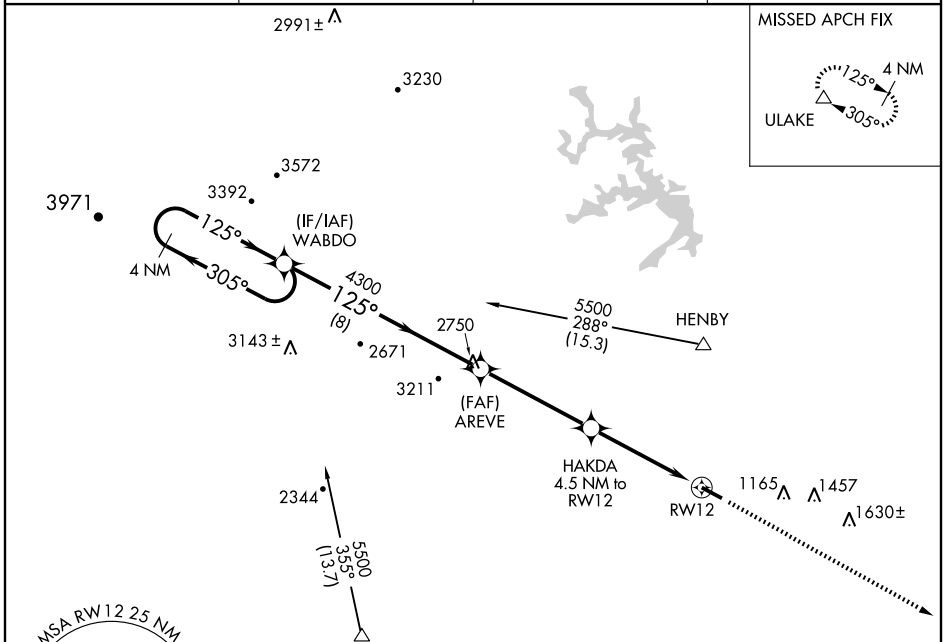 2991±
MISSED APCH FIX
125°
4 NM
ULAKE
305°
3230
3572
3392
3971
(IF/IAF)
WABDO
125°
4 NM
305°
4300
125°
(8)
5500
288°
(15.3)
HENBY
2750
3143±
2671
3211
(FAF)
AREVE
HAKDA
4.5 NM to
RW12
RW12
1165
1457
1630±
2344
5500
355°
(13.7)
MSA RW12 25 NM